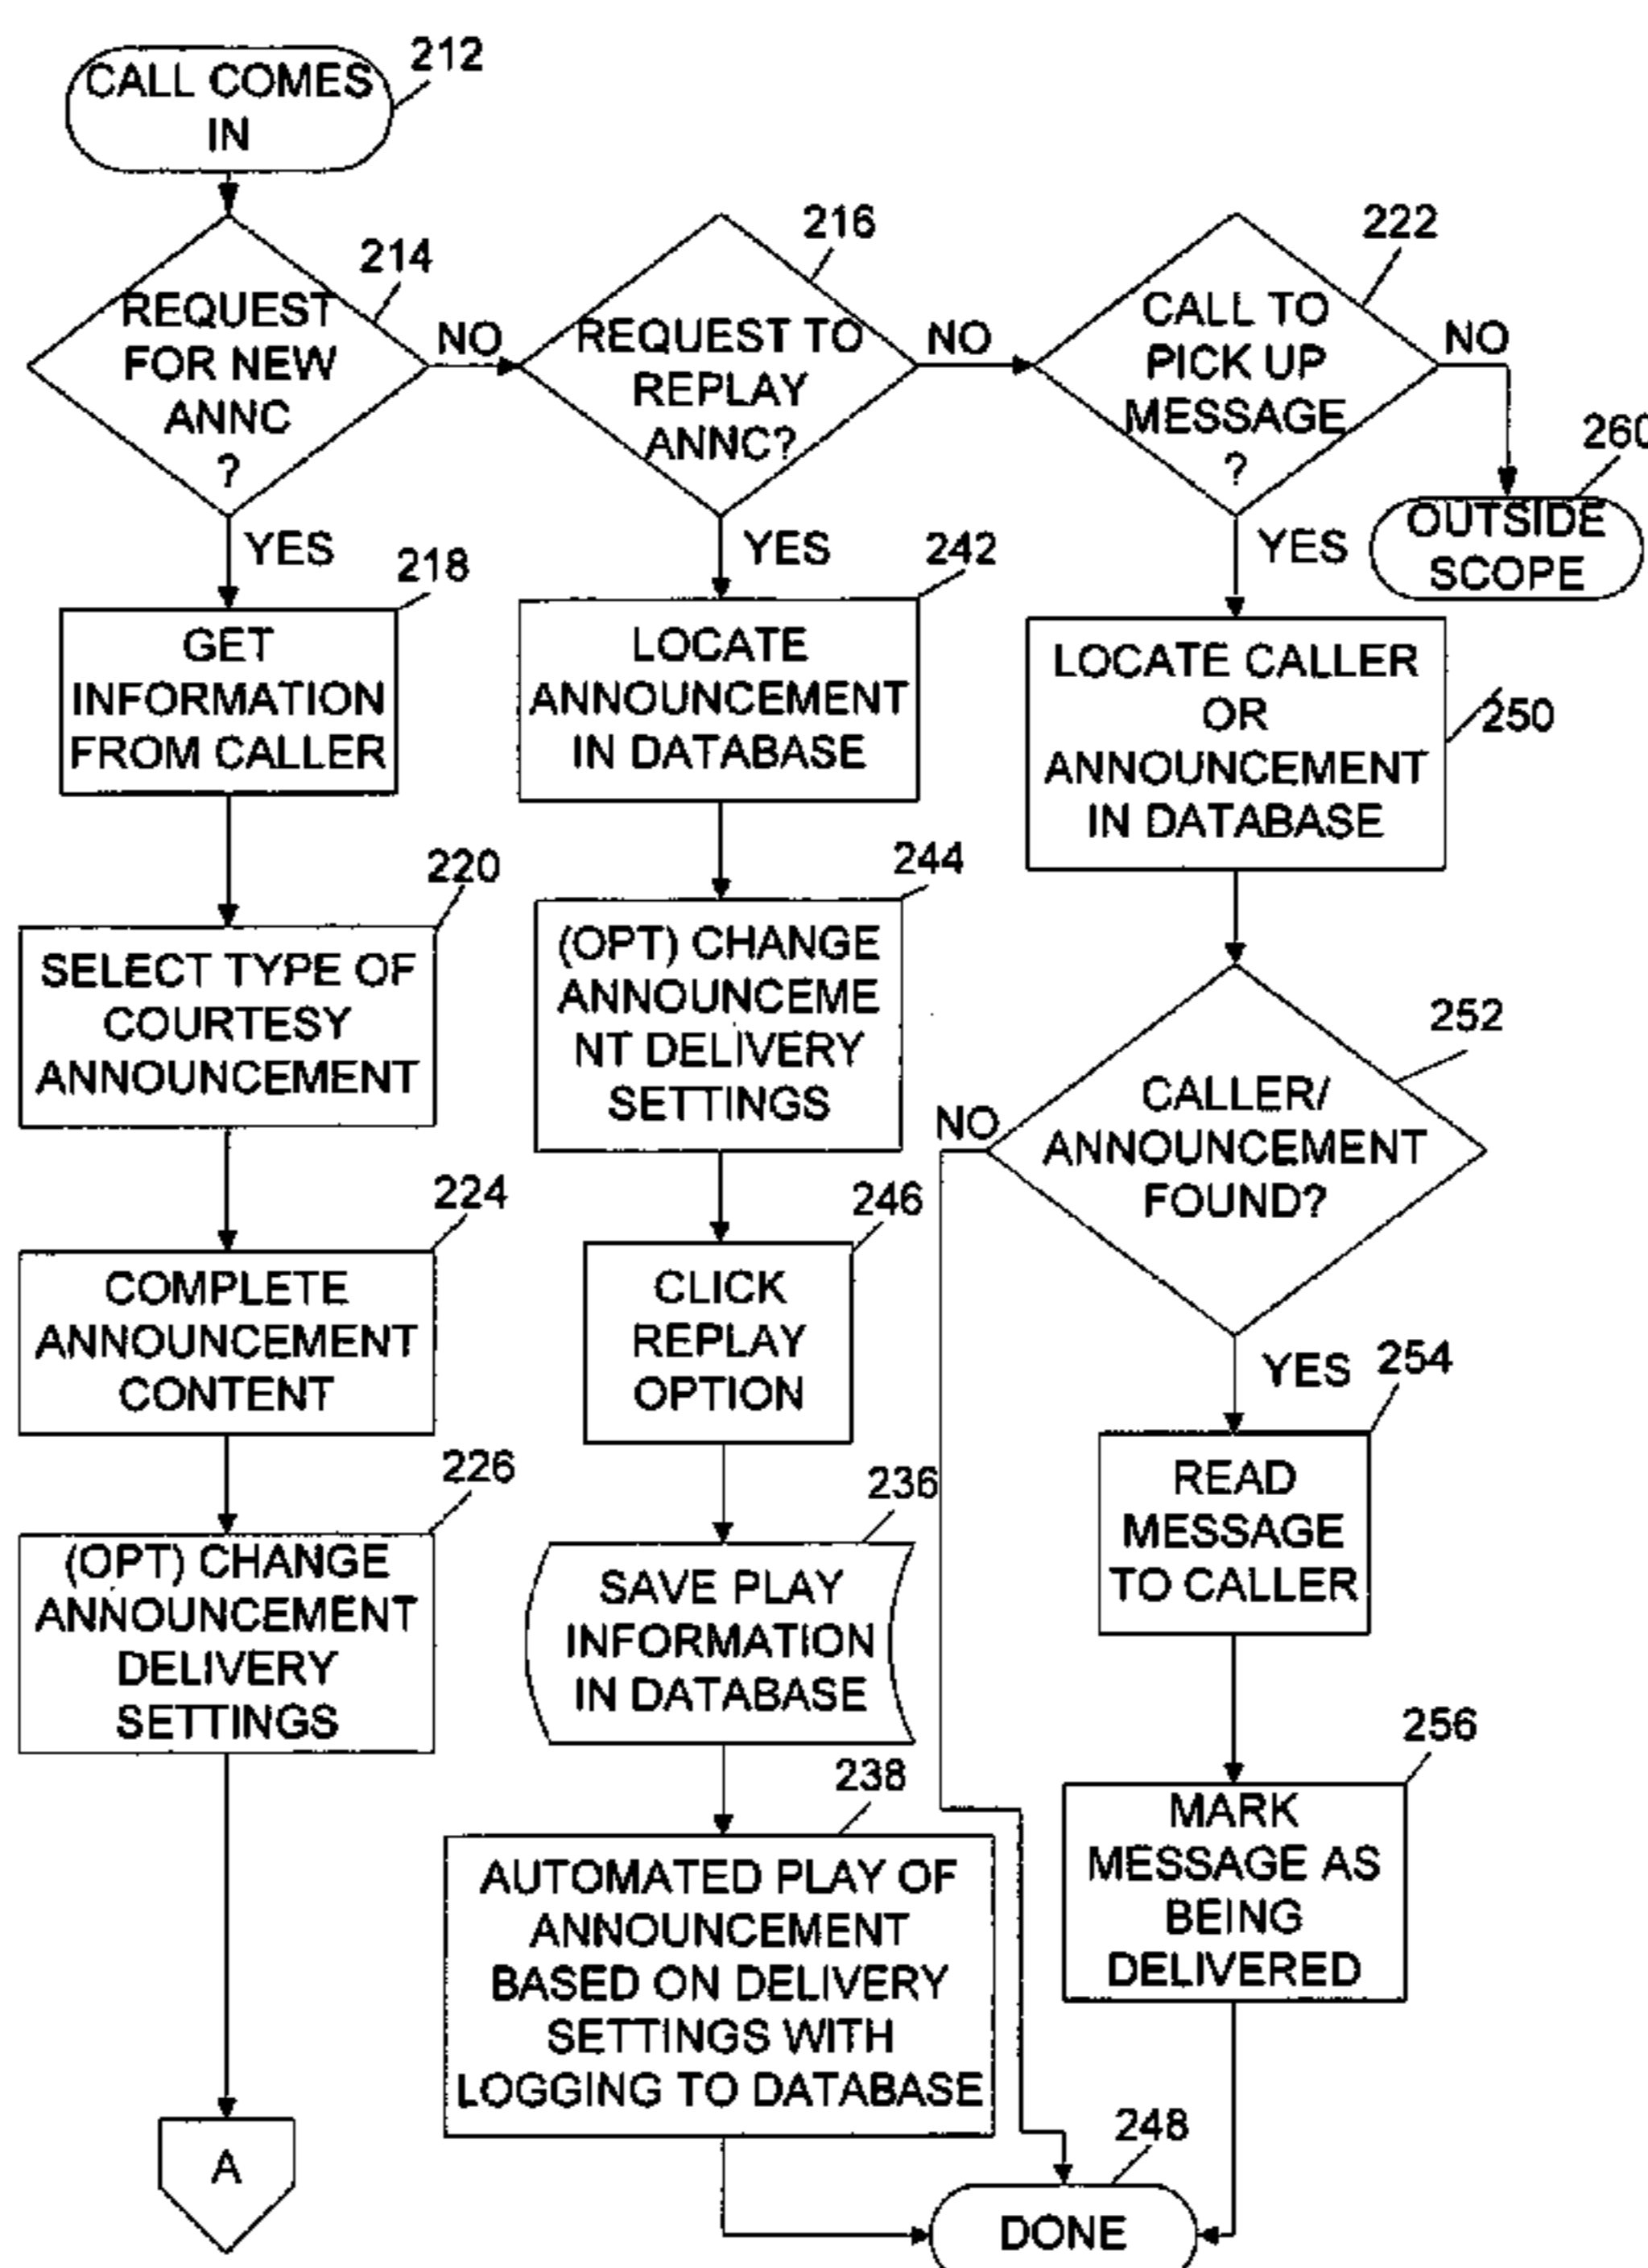 CALL COMES
IN
212
REQUEST
FOR NEW
ANNC
?
214
NO
REQUEST TO
REPLAY
ANNC?
216
NO
CALL TO
PICK UP
MESSAGE
?
222
NO
260
OUTSIDE
SCOPE
YES
218
GET
INFORMATION
FROM CALLER
220
SELECT TYPE OF
COURTESY
ANNOUNCEMENT
224
COMPLETE
ANNOUNCEMENT
CONTENT
226
(OPT) CHANGE
ANNOUNCEMENT
DELIVERY
SETTINGS
A
YES
242
LOCATE
ANNOUNCEMENT
IN DATABASE
244
(OPT) CHANGE
ANNOUNCEME
NT DELIVERY
SETTINGS
246
CLICK
REPLAY
OPTION
236
SAVE PLAY
INFORMATION
IN DATABASE
238
AUTOMATED PLAY OF
ANNOUNCEMENT
BASED ON DELIVERY
SETTINGS WITH
LOGGING TO DATABASE
YES
LOCATE CALLER
OR
ANNOUNCEMENT
IN DATABASE
250
252
CALLER/
ANNOUNCEMENT
FOUND?
NO
YES
254
READ
MESSAGE
TO CALLER
256
MARK
MESSAGE AS
BEING
DELIVERED
248
DONE